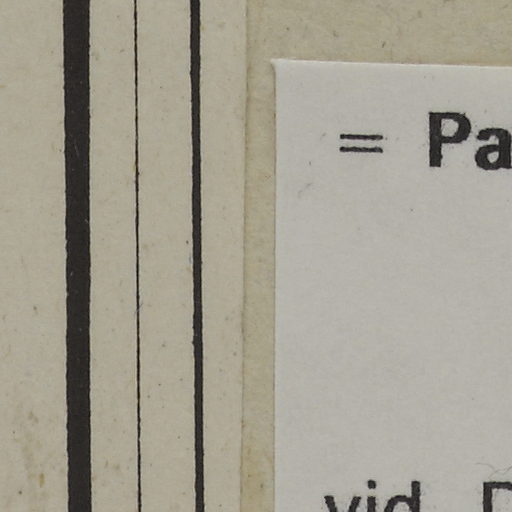 = Pa
vid. D